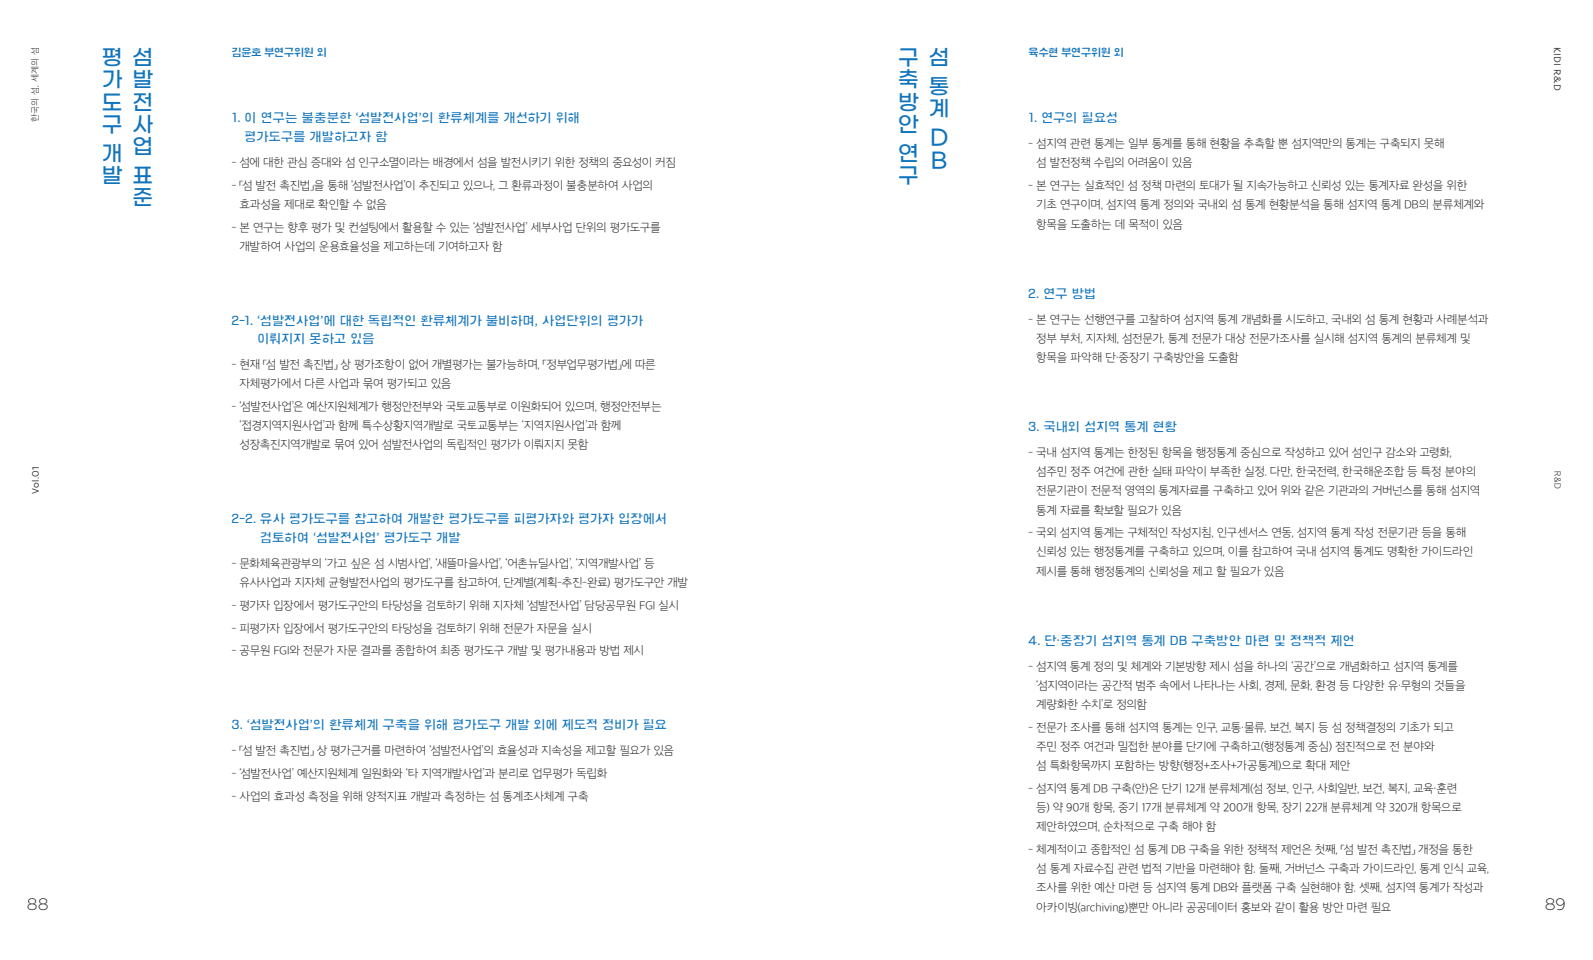 한국의 섬, 세계의 섬
Vol.01
88
섬발전사업 표준
평가도구 개발
김윤호 부연구위원 외
1. 이 연구는 불충분한 ‘섬발전사업’의 환류체계를 개선하기 위해
평가도구를 개발하고자 함
- 섬에 대한 관심 증대와 섬 인구소멸이라는 배경에서 섬을 발전시키기 위한 정책의 중요성이 커짐
- 「섬 발전 촉진법」을 통해 ‘섬발전사업’이 추진되고 있으나, 그 환류과정이 불충분하여 사업의
효과성을 제대로 확인할 수 없음
- 본 연구는 향후 평가 및 컨설팅에서 활용할 수 있는 ‘섬발전사업’ 세부사업 단위의 평가도구를
개발하여 사업의 운용효율성을 제고하는데 기여하고자 함
2-1. ‘섬발전사업’에 대한 독립적인 환류체계가 불비하며, 사업단위의 평가가
이뤄지지 못하고 있음
- 현재 「섬 발전 촉진법」 상 평가조항이 없어 개별평가는 불가능하며, 「정부업무평가법」에 따른
자체평가에서 다른 사업과 묶여 평가되고 있음
- ‘섬발전사업’은 예산지원체계가 행정안전부와 국토교통부로 이원화되어 있으며, 행정안전부는
‘접경지역지원사업’과 함께 특수상황지역개발로 국토교통부는 ‘지역지원사업’과 함께
성장촉진지역개발로 묶여 있어 섬발전사업의 독립적인 평가가 이뤄지지 못함
2-2. 유사 평가도구를 참고하여 개발한 평가도구를 피평가자와 평가자 입장에서
검토하여 ‘섬발전사업’ 평가도구 개발
- 문화체육관광부의 ‘가고 싶은 섬 시범사업’, ‘새뜰마을사업’, ‘어촌뉴딜사업’, ‘지역개발사업’ 등
유사사업과 지자체 균형발전사업의 평가도구를 참고하여, 단계별(계획-추진-완료) 평가도구안 개발
- 평가자 입장에서 평가도구안의 타당성을 검토하기 위해 지자체 ‘섬발전사업’ 담당공무원 FGI 실시
- 피평가자 입장에서 평가도구안의 타당성을 검토하기 위해 전문가 자문을 실시
- 공무원 FGI와 전문가 자문 결과를 종합하여 최종 평가도구 개발 및 평가내용과 방법 제시
3. ‘섬발전사업’의 환류체계 구축을 위해 평가도구 개발 외에 제도적 정비가 필요
- 「섬 발전 촉진법」 상 평가근거를 마련하여 ‘섬발전사업’의 효율성과 지속성을 제고할 필요가 있음
- ‘섬발전사업’ 예산지원체계 일원화와 ‘타 지역개발사업’과 분리로 업무평가 독립화
- 사업의 효과성 측정을 위해 양적지표 개발과 측정하는 섬 통계조사체계 구축
섬 통계 DB
구축방안 연구
육수현 부연구위원 외
1. 연구의 필요성
- 섬지역 관련 통계는 일부 통계를 통해 현황을 추측할 뿐 섬지역만의 통계는 구축되지 못해
섬 발전정책 수립의 어려움이 있음
- 본 연구는 실효적인 섬 정책 마련의 토대가 될 지속가능하고 신뢰성 있는 통계자료 완성을 위한
기초 연구이며, 섬지역 통계 정의와 국내외 섬 통계 현황분석을 통해 섬지역 통계 DB의 분류체계와
항목을 도출하는 데 목적이 있음
2. 연구 방법
- 본 연구는 선행연구를 고찰하여 섬지역 통계 개념화를 시도하고, 국내외 섬 통계 현황과 사례분석과
정부 부처, 지자체, 섬전문가, 통계 전문가 대상 전문가조사를 실시해 섬지역 통계의 분류체계 및
항목을 파악해 단·중장기 구축방안을 도출함
3. 국내외 섬지역 통계 현황
- 국내 섬지역 통계는 한정된 항목을 행정통계 중심으로 작성하고 있어 섬인구 감소와 고령화,
섬주민 정주 여건에 관한 실태 파악이 부족한 실정. 다만, 한국전력, 한국해운조합 등 특정 분야의
전문기관이 전문적 영역의 통계자료를 구축하고 있어 위와 같은 기관과의 거버넌스를 통해 섬지역
통계 자료를 확보할 필요가 있음
- 국외 섬지역 통계는 구체적인 작성지침, 인구센서스 연동, 섬지역 통계 작성 전문기관 등을 통해
신뢰성 있는 행정통계를 구축하고 있으며, 이를 참고하여 국내 섬지역 통계도 명확한 가이드라인
제시를 통해 행정통계의 신뢰성을 제고 할 필요가 있음
4. 단·중장기 섬지역 통계 DB 구축방안 마련 및 정책적 제언
- 섬지역 통계 정의 및 체계와 기본방향 제시 섬을 하나의 ‘공간’으로 개념화하고 섬지역 통계를
‘섬지역이라는 공간적 범주 속에서 나타나는 사회, 경제, 문화, 환경 등 다양한 유·무형의 것들을
계량화한 수치’로 정의함
- 전문가 조사를 통해 섬지역 통계는 인구, 교통·물류, 보건, 복지 등 섬 정책결정의 기초가 되고
주민 정주 여건과 밀접한 분야를 단기에 구축하고(행정통계 중심) 점진적으로 전 분야와
섬 특화항목까지 포함하는 방향(행정+조사+가공통계)으로 확대 제안
- 섬지역 통계 DB 구축(안)은 단기 12개 분류체계(섬 정보, 인구, 사회일반, 보건, 복지, 교육·훈련
등) 약 90개 항목, 중기 17개 분류체계 약 200개 항목, 장기 22개 분류체계 약 320개 항목으로
제안하였으며, 순차적으로 구축 해야 함
- 체계적이고 종합적인 섬 통계 DB 구축을 위한 정책적 제언은 첫째, 「섬 발전 촉진법」 개정을 통한
섬 통계 자료수집 관련 법적 기반을 마련해야 함. 둘째, 거버넌스 구축과 가이드라인, 통계 인식 교육,
조사를 위한 예산 마련 등 섬지역 통계 DB와 플랫폼 구축 실현해야 함. 셋째, 섬지역 통계가 작성과
아카이빙(archiving)뿐만 아니라 공공데이터 홍보와 같이 활용 방안 마련 필요
KIDI R&D
R&D
89